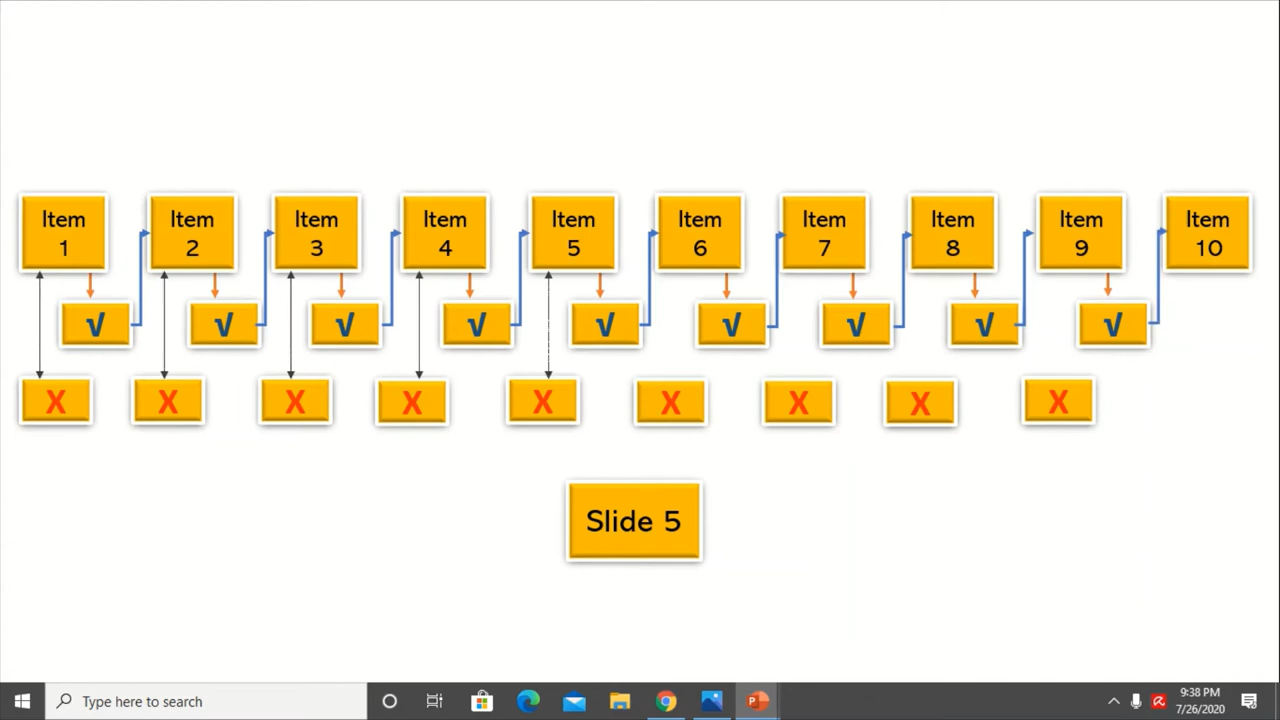 Item
1
Item
2
Item
3
Item
4
Item
5
Item
6
Item
7
Item
8
Item
9
Item
10
√ √ √ √ √ √ √ √ √
X X X X X X X X X
Slide 5
Type here to search
9:38 PM
7/26/2020